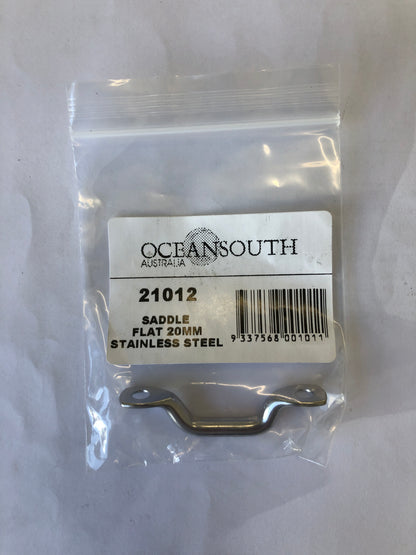 OCEANSOUTH
AUSTRALIA
21012
SADDLE
FLAT 20MM
STAINLESS STEEL
9 337568 001011